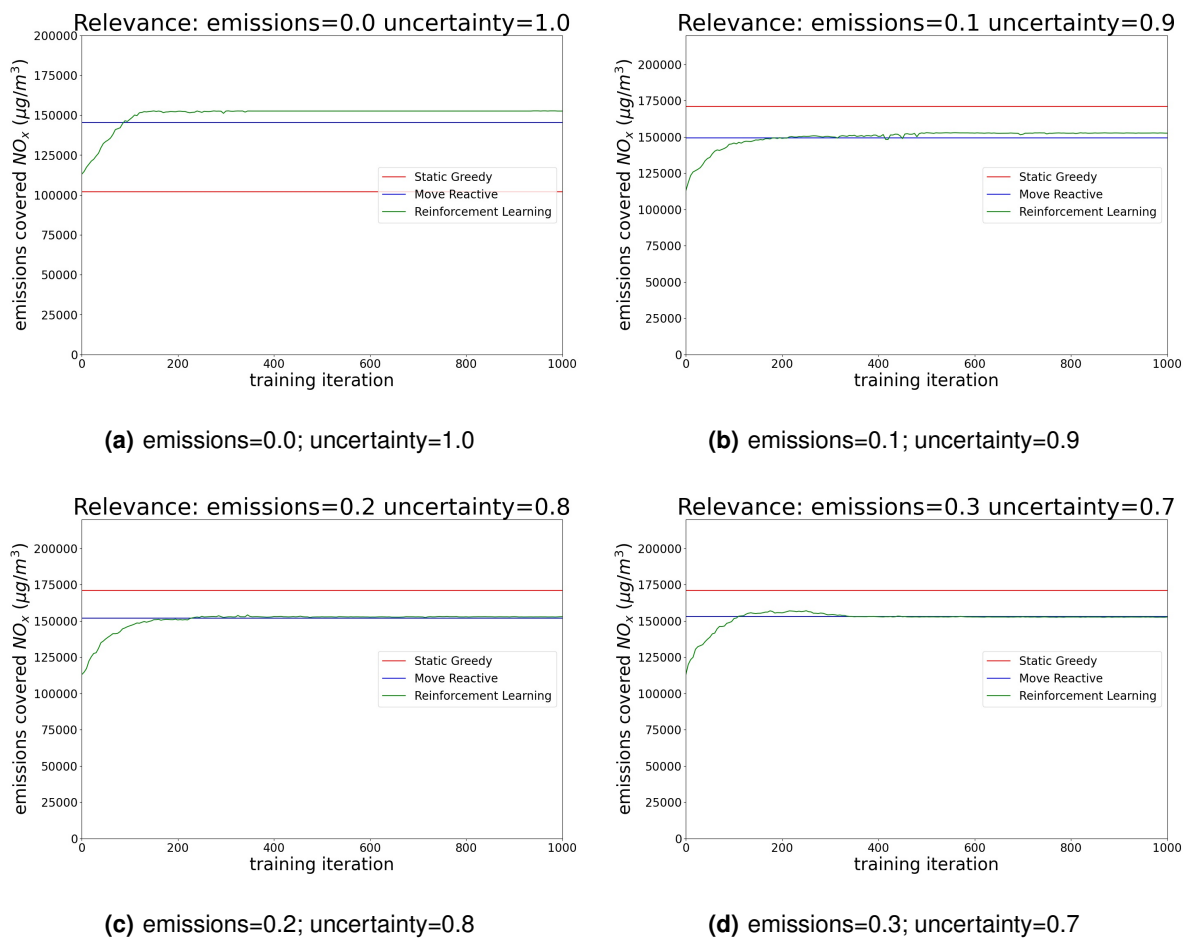 Relevance: emissions=0.0 uncertainty=1.0
emissions covered NOₓ (μg/m³)
200000
175000
150000
125000
100000
75000
50000
25000
0
Static Greedy
Move Reactive
Reinforcement Learning
0 200 400 600 800 1000
training iteration
(a) emissions=0.0; uncertainty=1.0
Relevance: emissions=0.1 uncertainty=0.9
emissions covered NOₓ (μg/m³)
200000
175000
150000
125000
100000
75000
50000
25000
0
Static Greedy
Move Reactive
Reinforcement Learning
0 200 400 600 800 1000
training iteration
(b) emissions=0.1; uncertainty=0.9
Relevance: emissions=0.2 uncertainty=0.8
emissions covered NOₓ (μg/m³)
200000
175000
150000
125000
100000
75000
50000
25000
0
Static Greedy
Move Reactive
Reinforcement Learning
0 200 400 600 800 1000
training iteration
(c) emissions=0.2; uncertainty=0.8
Relevance: emissions=0.3 uncertainty=0.7
emissions covered NOₓ (μg/m³)
200000
175000
150000
125000
100000
75000
50000
25000
0
Static Greedy
Move Reactive
Reinforcement Learning
0 200 400 600 800 1000
training iteration
(d) emissions=0.3; uncertainty=0.7